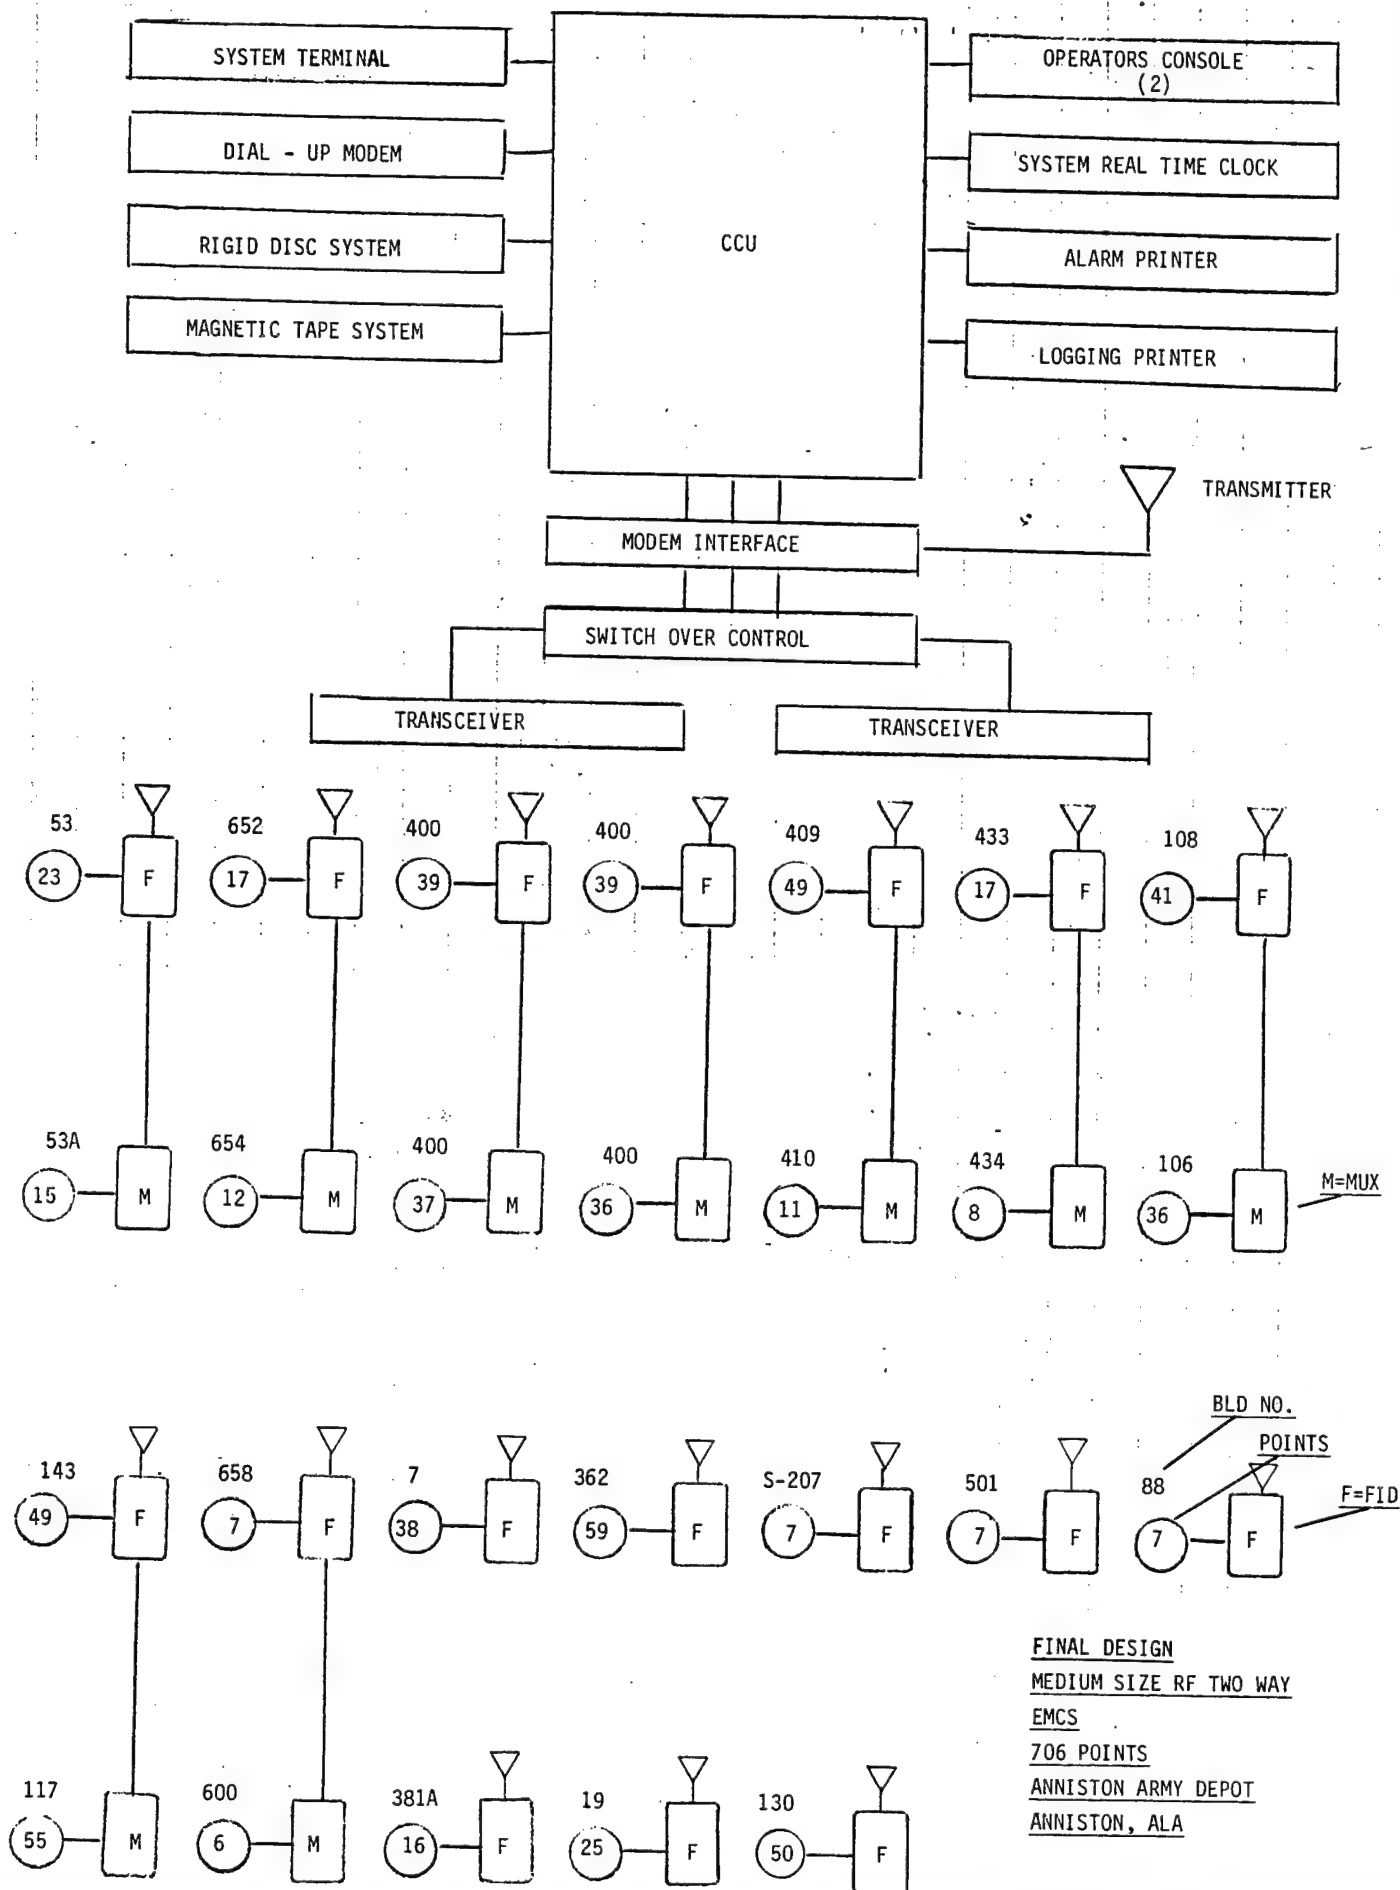 SYSTEM TERMINAL
DIAL - UP MODEM
RIGID DISC SYSTEM
MAGNETIC TAPE SYSTEM
CCU
OPERATORS CONSOLE
(2)
SYSTEM REAL TIME CLOCK
ALARM PRINTER
LOGGING PRINTER
TRANSMITTER
MODEM INTERFACE
SWITCH OVER CONTROL
TRANSCEIVER
TRANSCEIVER
53
652
400
400
409
433
108
23
F
17
F
39
F
39
F
49
F
17
F
41
F
53A
654
400
400
410
434
106
M=MUX
15
M
12
M
37
M
36
M
11
M
8
M
36
M
BLD NO.
POINTS
143
658
7
362
S-207
501
88
F=FID
49
F
7
F
38
F
59
F
7
F
7
F
7
F
FINAL DESIGN
MEDIUM SIZE RF TWO WAY
EMCS
706 POINTS
ANNISTON ARMY DEPOT
ANNISTON, ALA
117
600
381A
19
130
55
M
6
M
16
F
25
F
50
F